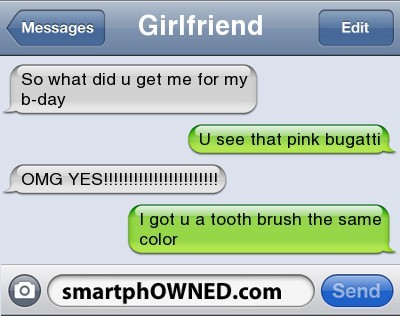 Messages Girlfriend Edit
So what did u get me for my
b-day
U see that pink bugatti
OMG YES!!!!!!!!!!!!!!!!!!!!!!!
I got u a tooth brush the same
color
smartphOWNED.com Send